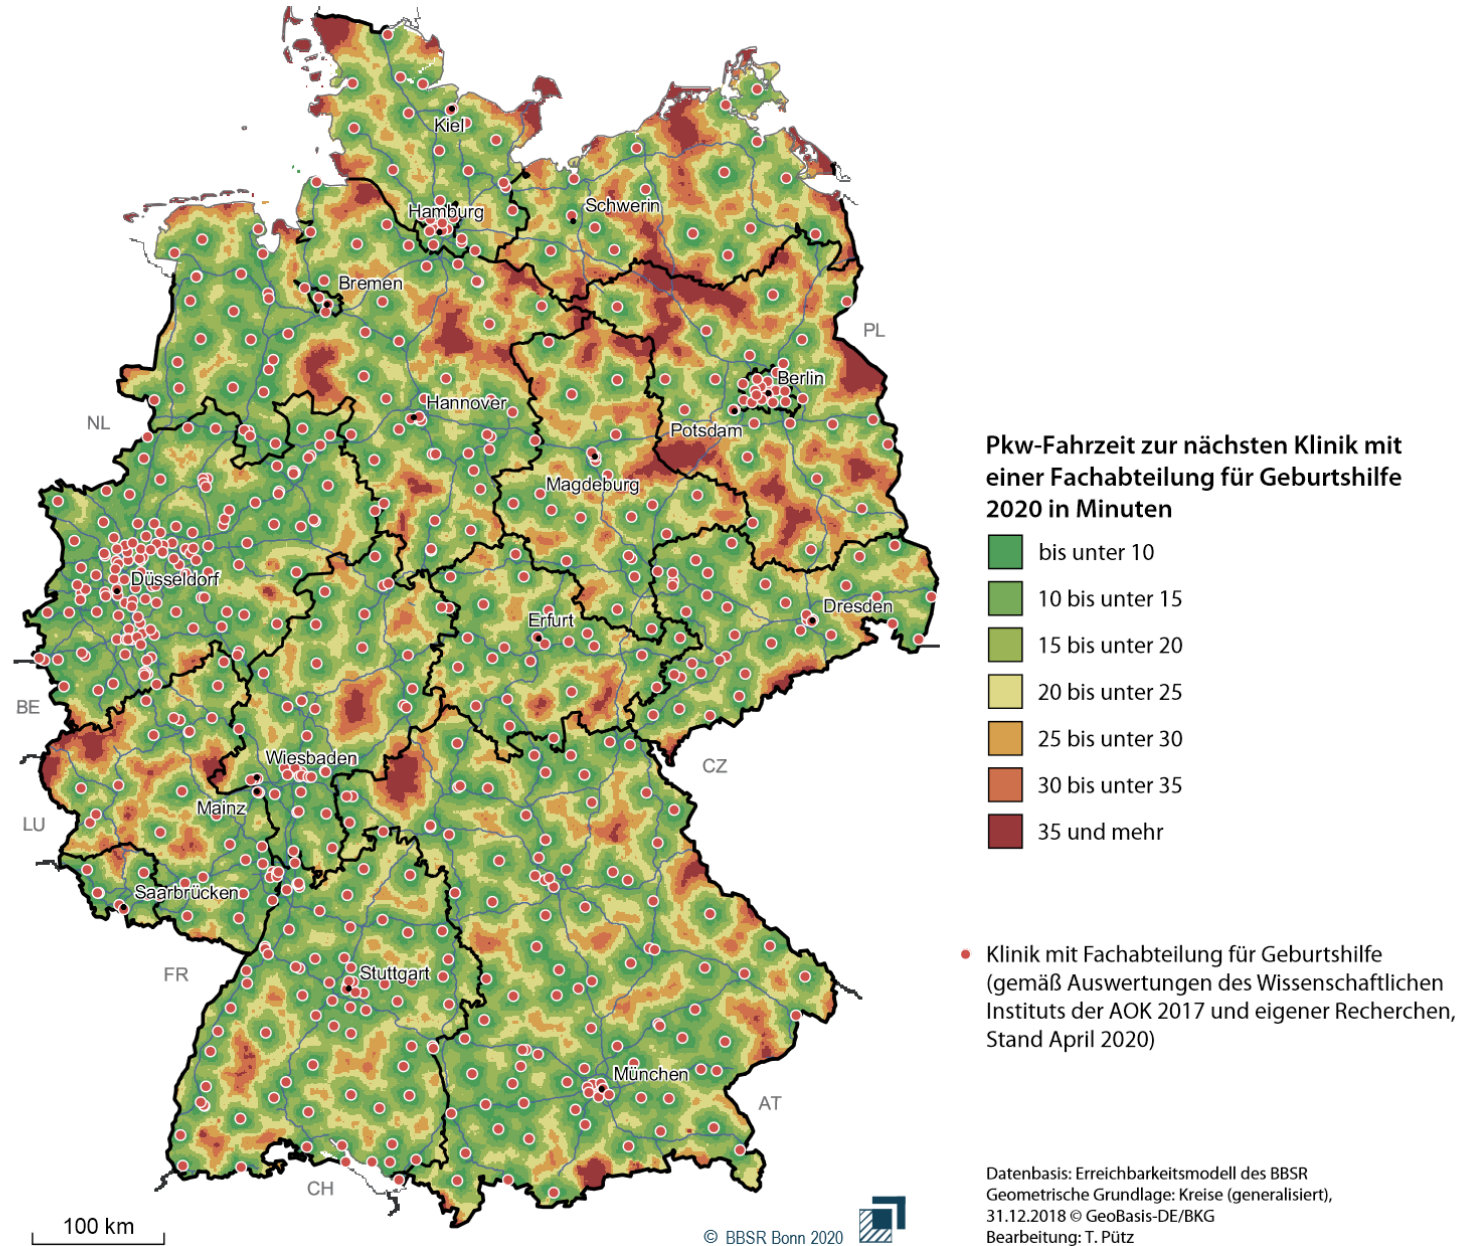 Kiel
Hamburg
Schwerin
Bremen
PL
Berlin
Hannover
NL
Potsdam
Magdeburg
Düsseldorf
Dresden
Erfurt
BE
Wiesbaden
CZ
Mainz
LU
Saarbrücken
FR
Stuttgart
München
AT
CH
100 km
© BBSR Bonn 2020
Pkw-Fahrzeit zur nächsten Klinik mit
einer Fachabteilung für Geburtshilfe
2020 in Minuten
bis unter 10
10 bis unter 15
15 bis unter 20
20 bis unter 25
25 bis unter 30
30 bis unter 35
35 und mehr
Klinik mit Fachabteilung für Geburtshilfe
(gemäß Auswertungen des Wissenschaftlichen
Instituts der AOK 2017 und eigener Recherchen,
Stand April 2020)
Datenbasis: Erreichbarkeitsmodell des BBSR
Geometrische Grundlage: Kreise (generalisiert),
31.12.2018 © GeoBasis-DE/BKG
Bearbeitung: T. Pütz